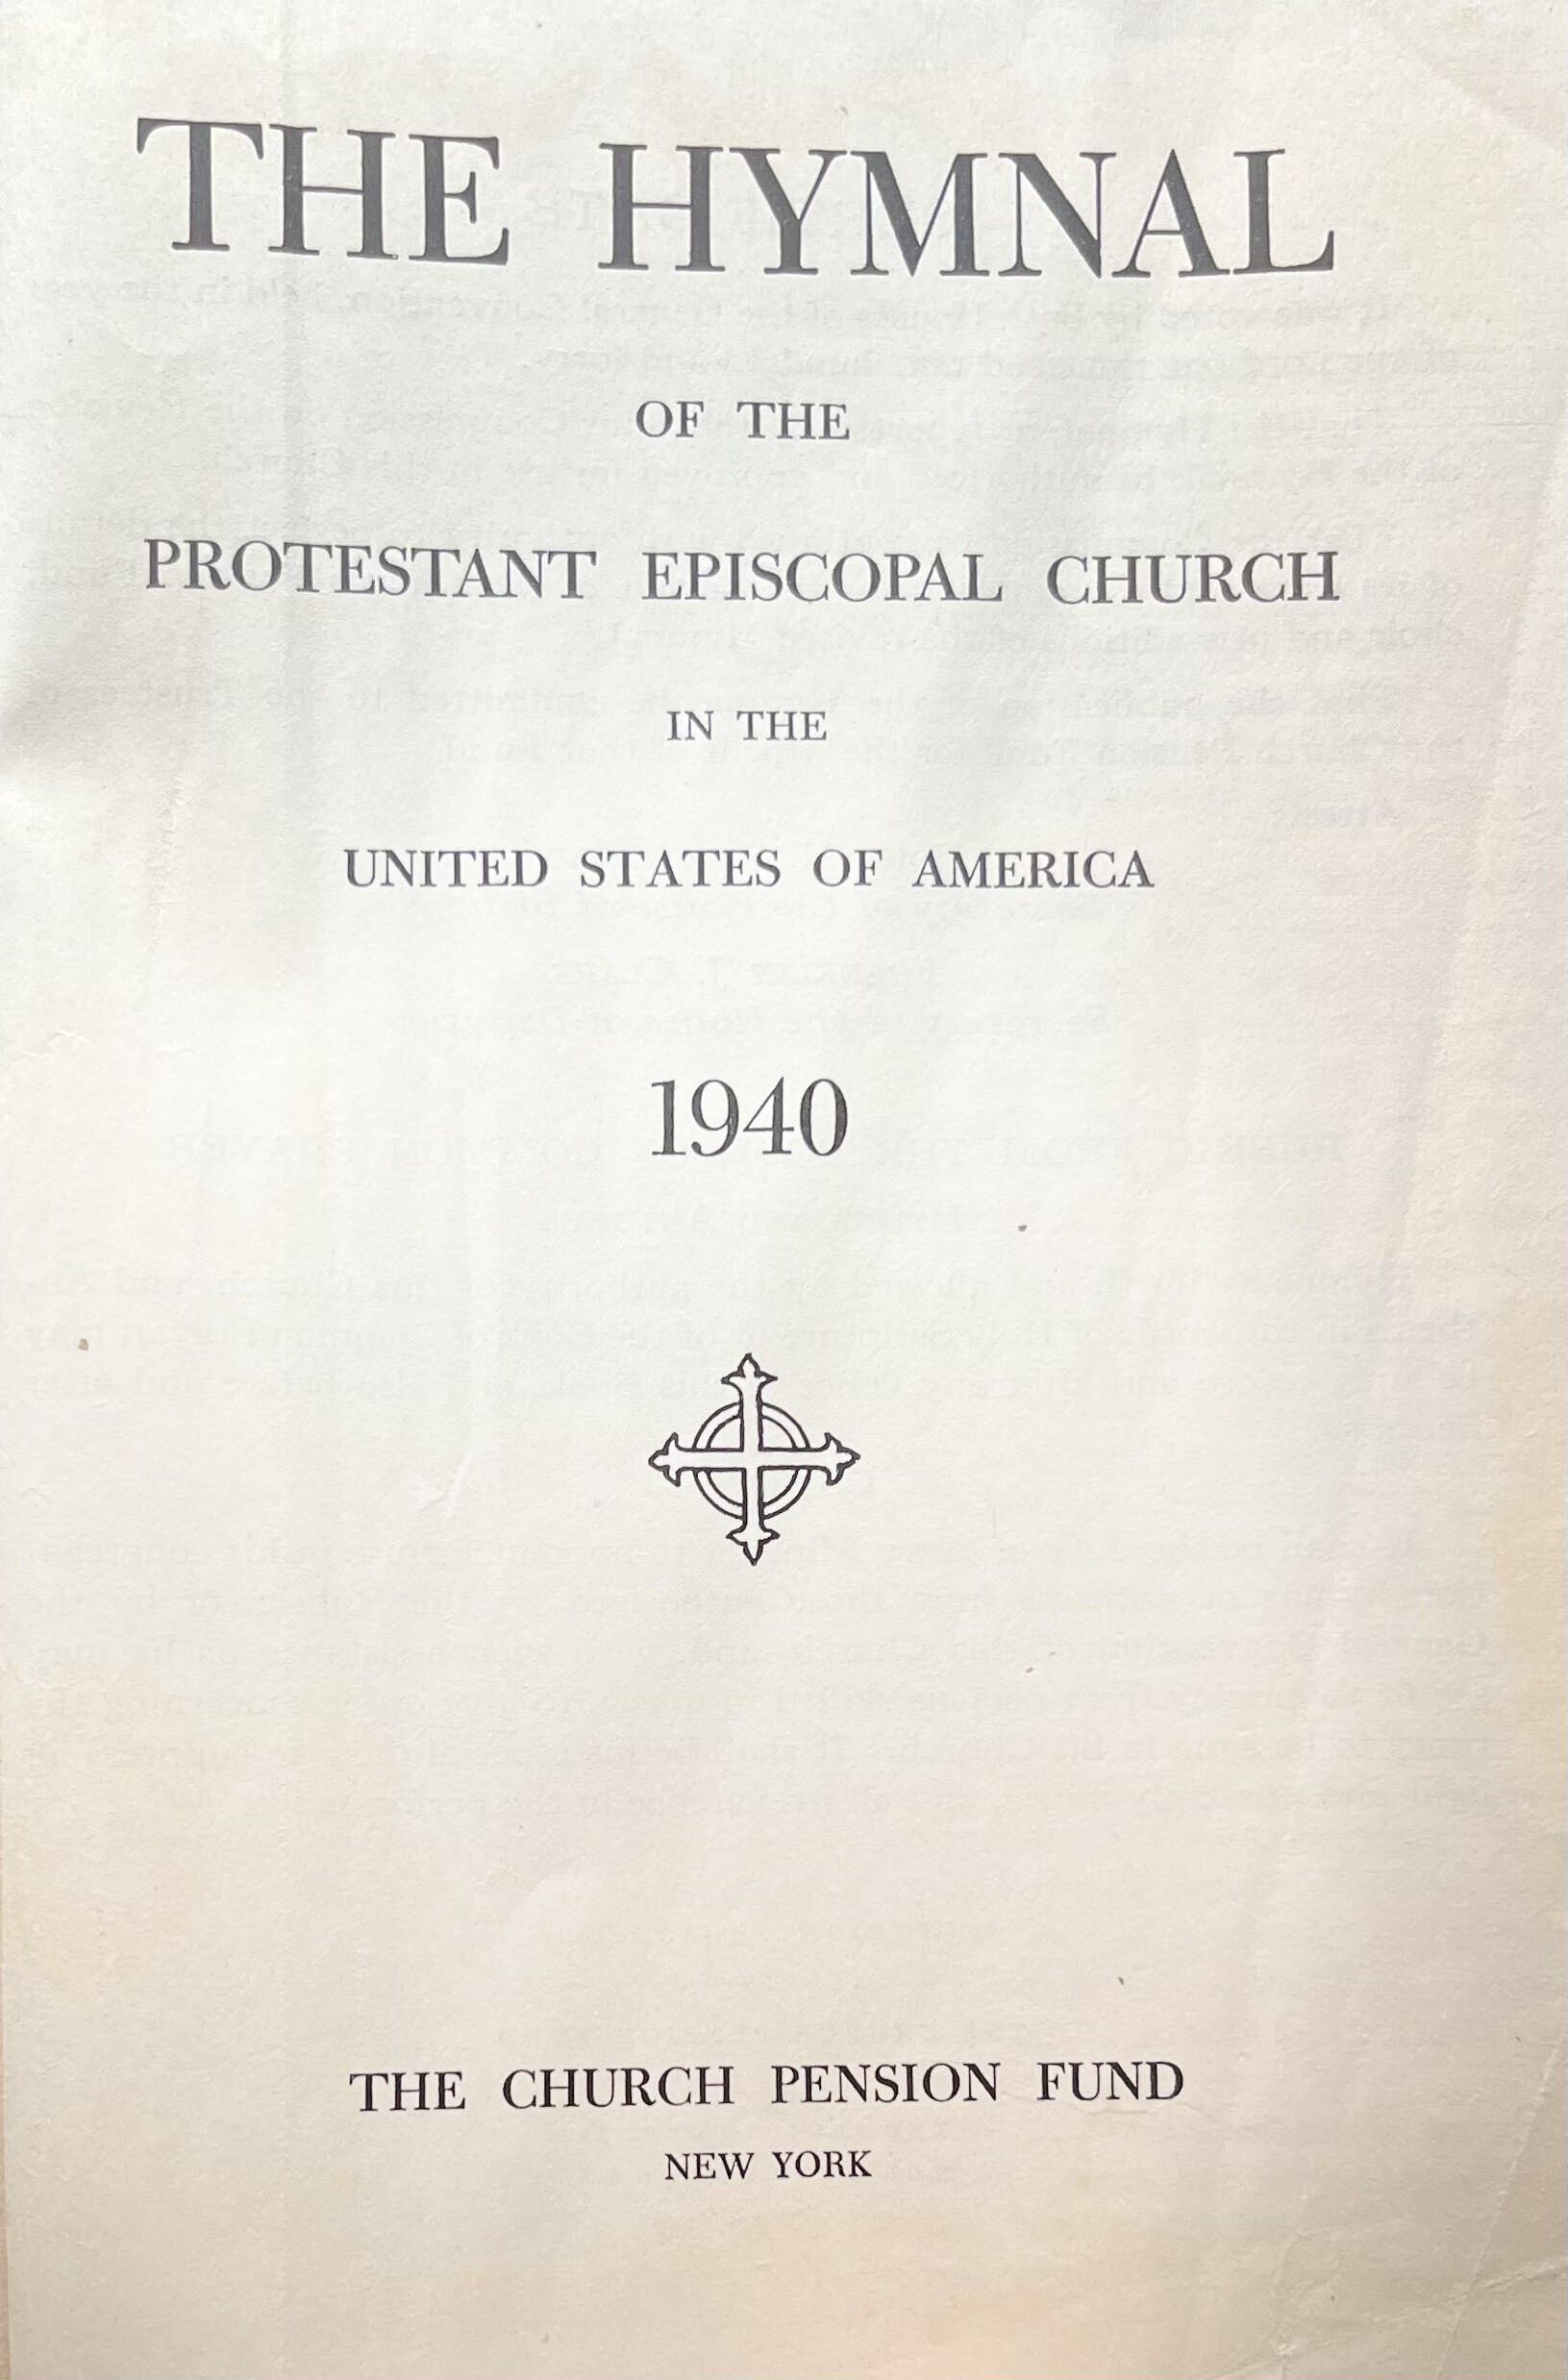 THE HYMNAL
OF THE
PROTESTANT EPISCOPAL CHURCH
IN THE
UNITED STATES OF AMERICA
1940
THE CHURCH PENSION FUND
NEW YORK